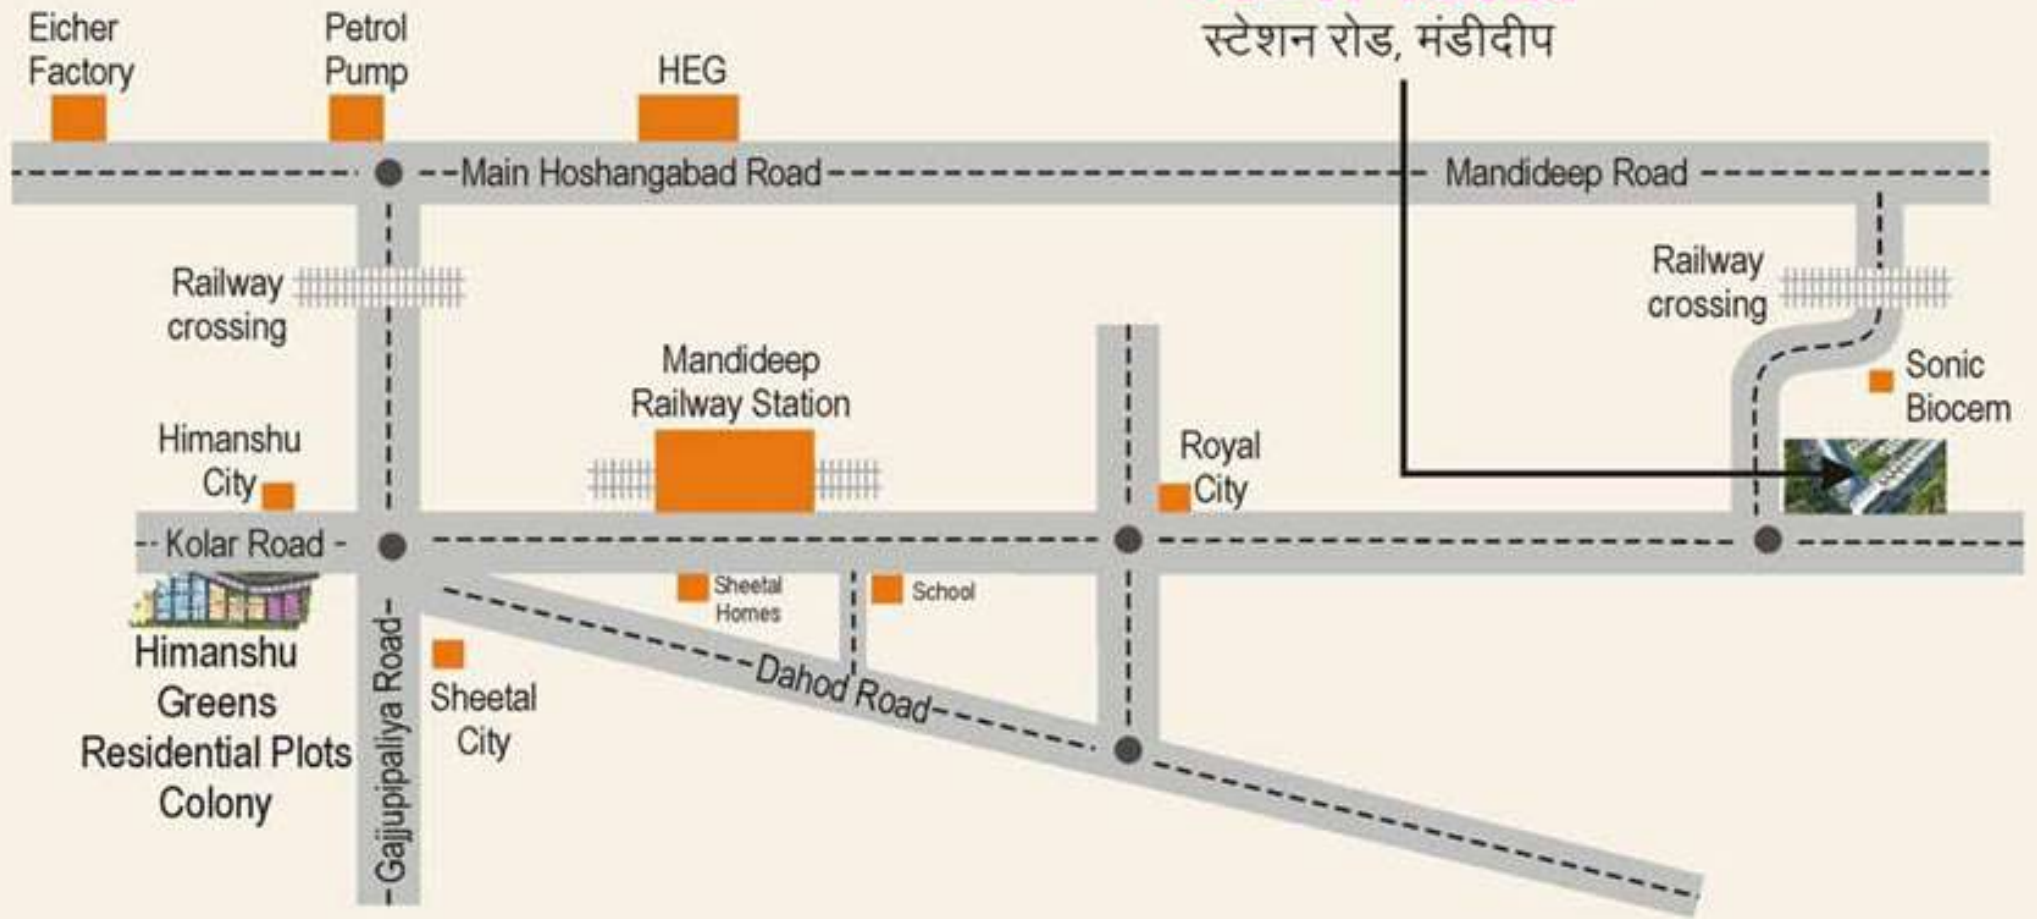 स्टेशन रोड, मंडीदीप
Eicher
Factory
Petrol
Pump
HEG
Main Hoshangabad Road
Mandideep Road
Railway
crossing
Railway
crossing
Mandideep
Railway Station
Sonic
Biocem
Himanshu
City
Royal
City
Kolar Road
Sheetal
Homes
School
Himanshu
Greens
Residential Plots
Colony
Gajjupipaliya Road
Sheetal
City
Dahod Road